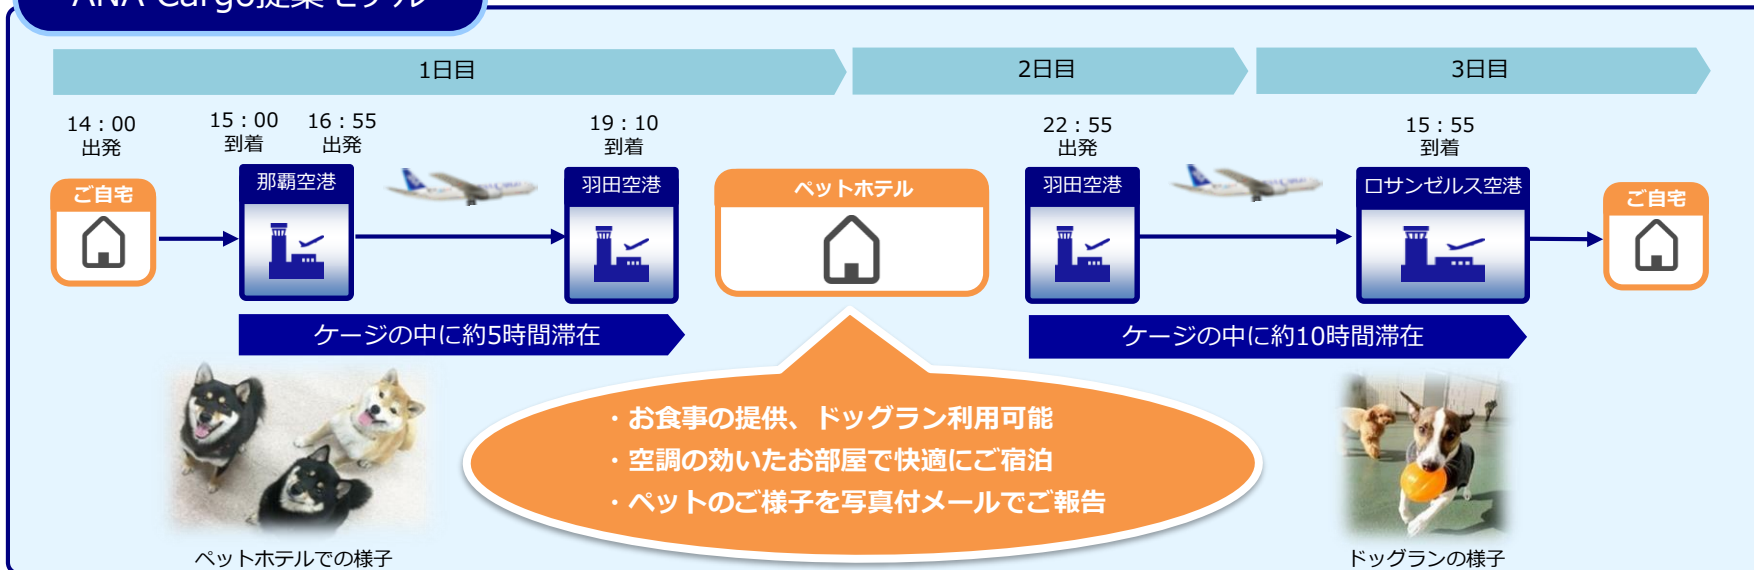 ANA Cargo提案モデル
1日目
2日目
3日目
14：00
出発
15：00
到着
16：55
出発
19：10
到着
22：55
出発
15：55
到着
ご自宅
那覇空港
羽田空港
ペットホテル
羽田空港
ロサンゼルス空港
ご自宅
ケージの中に約5時間滞在
ケージの中に約10時間滞在
・お食事の提供、ドッグラン利用可能
・空調の効いたお部屋で快適にご宿泊
・ペットのご様子を写真付メールでご報告
ペットホテルでの様子
ドッグランの様子